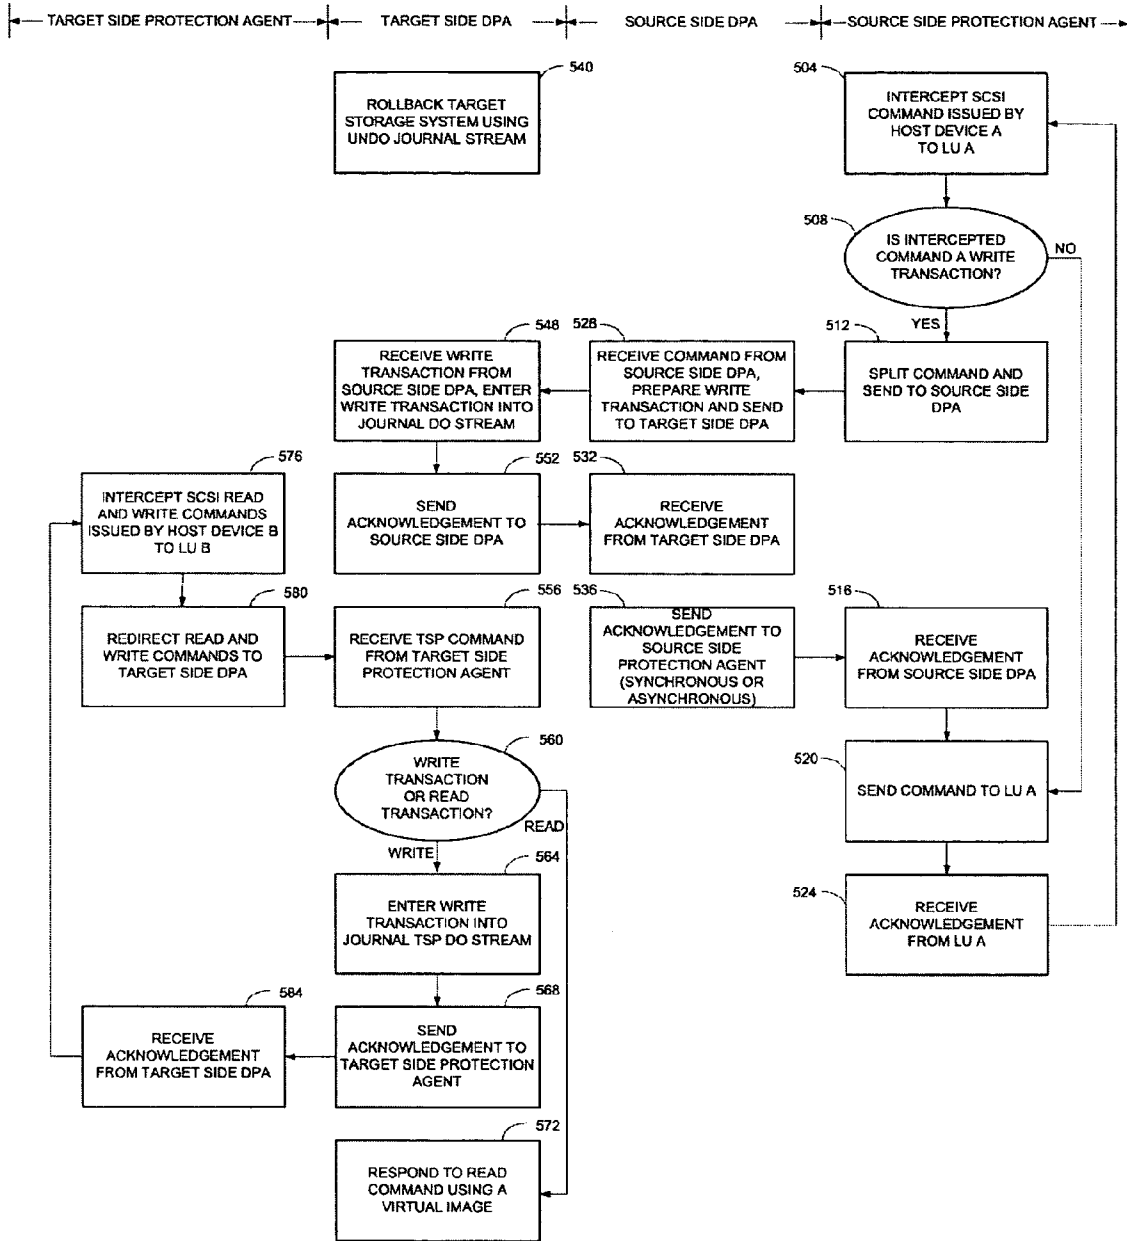 TARGET SIDE PROTECTION AGENT
TARGET SIDE DPA
SOURCE SIDE DPA
SOURCE SIDE PROTECTION AGENT
540
ROLLBACK TARGET
STORAGE SYSTEM USING
UNDO JOURNAL STREAM
504
INTERCEPT SCSI
COMMAND ISSUED BY
HOST DEVICE A
TO LU A
508
IS INTERCEPTED
COMMAND A WRITE
TRANSACTION?
NO
YES
548
RECEIVE WRITE
TRANSACTION FROM
SOURCE SIDE DPA, ENTER
WRITE TRANSACTION INTO
JOURNAL DO STREAM
528
RECEIVE COMMAND FROM
SOURCE SIDE DPA,
PREPARE WRITE
TRANSACTION AND SEND
TO TARGET SIDE DPA
512
SPLIT COMMAND AND
SEND TO SOURCE SIDE
DPA
576
INTERCEPT SCSI READ
AND WRITE COMMANDS
ISSUED BY HOST DEVICE B
TO LU B
552
SEND
ACKNOWLEDGEMENT TO
SOURCE SIDE DPA
532
RECEIVE
ACKNOWLEDGEMENT
FROM TARGET SIDE DPA
580
REDIRECT READ AND
WRITE COMMANDS TO
TARGET SIDE DPA
556
RECEIVE TSP COMMAND
FROM TARGET SIDE
PROTECTION AGENT
536
SEND
ACKNOWLEDGEMENT TO
SOURCE SIDE
PROTECTION AGENT
(SYNCHRONOUS OR
ASYNCHRONOUS)
516
RECEIVE
ACKNOWLEDGEMENT
FROM SOURCE SIDE DPA
560
WRITE
TRANSACTION
OR READ
TRANSACTION?
READ
WRITE
520
SEND COMMAND TO LU A
564
ENTER WRITE
TRANSACTION INTO
JOURNAL TSP DO STREAM
524
RECEIVE
ACKNOWLEDGEMENT
FROM LU A
584
RECEIVE
ACKNOWLEDGEMENT
FROM TARGET SIDE DPA
568
SEND
ACKNOWLEDGEMENT TO
TARGET SIDE PROTECTION
AGENT
572
RESPOND TO READ
COMMAND USING A
VIRTUAL IMAGE